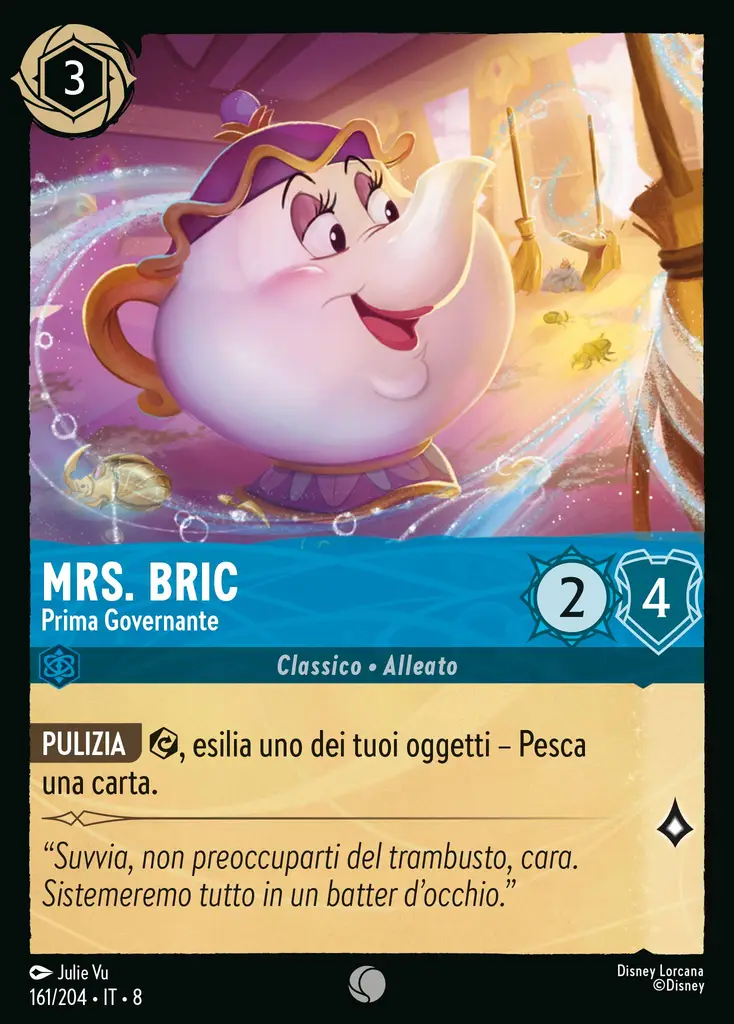 3
MRS. BRIC
Prima Governante
2
4
Classico • Alleato
PULIZIA , esilia uno dei tuoi oggetti – Pesca
una carta.
“Suvvia, non preoccuparti del trambusto, cara.
Sistemeremo tutto in un batter d’occhio.”
Julie Vu
161/204 • IT • 8
Disney Lorcana
©Disney